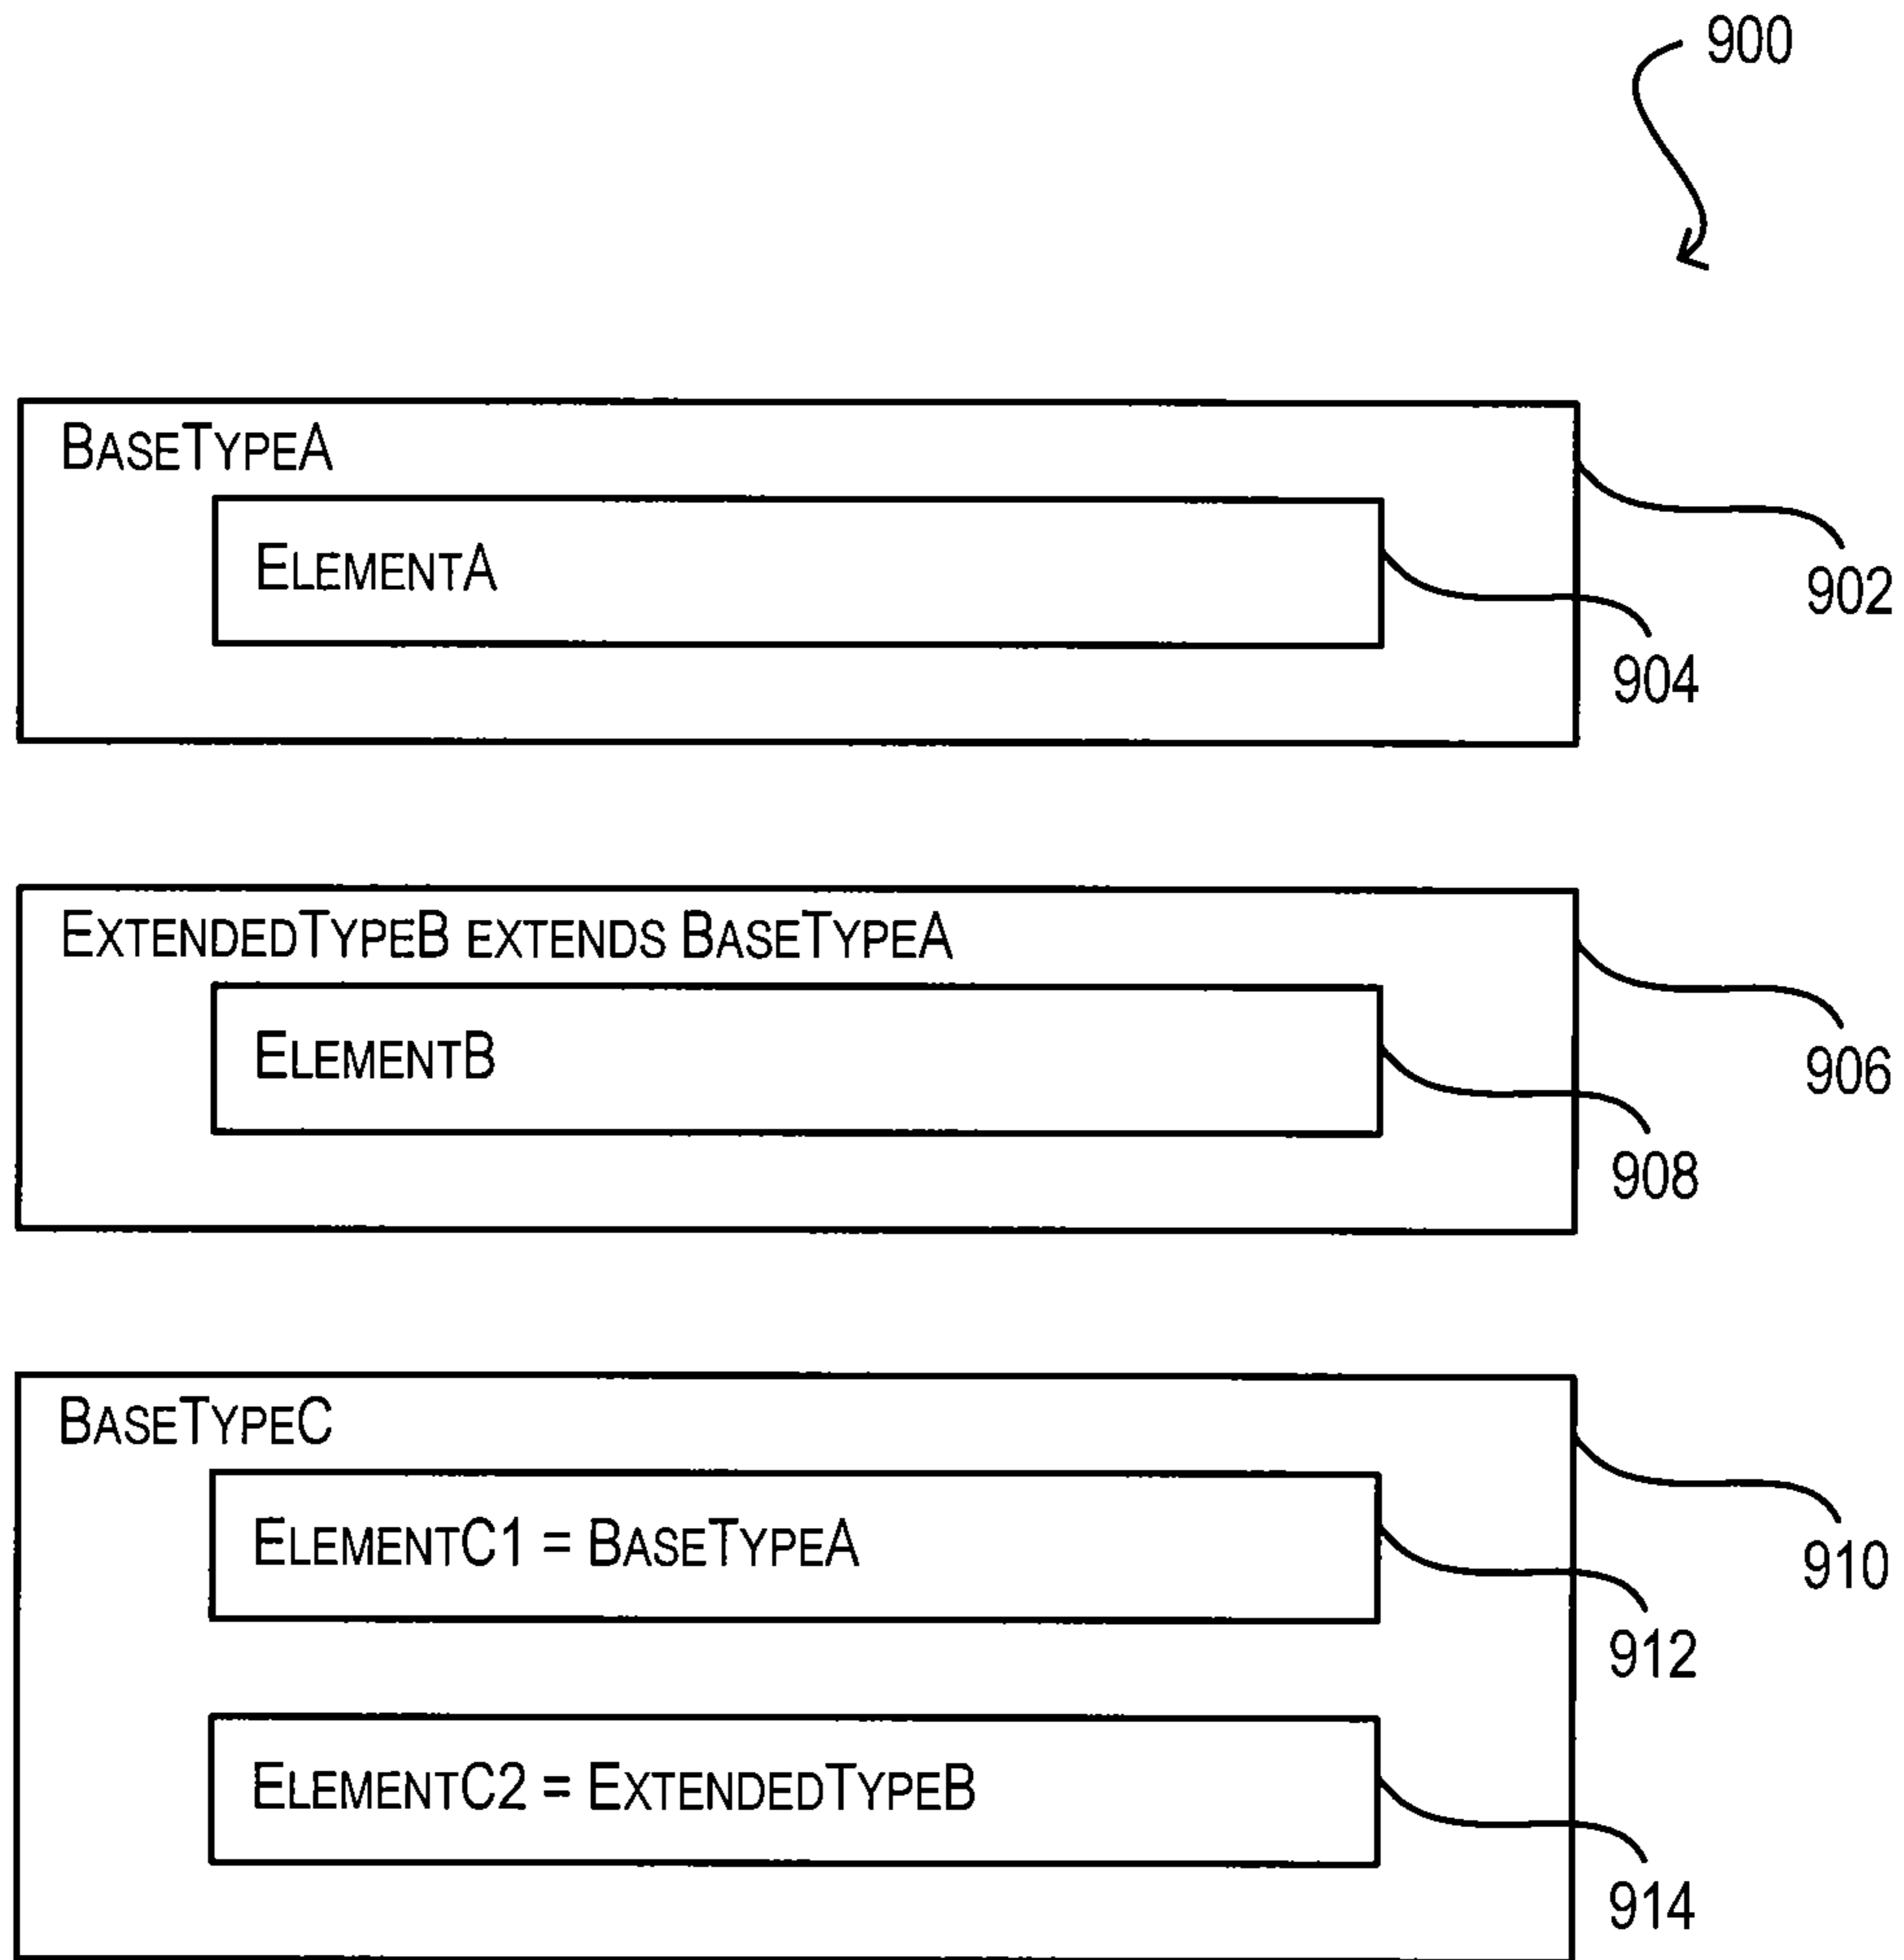 900
BASETYPEA
ELEMENTA
902
904
EXTENDEDTYPEB EXTENDS BASETYPEA
ELEMENTB
906
908
BASETYPEC
ELEMENTC1 = BASETYPEA
910
912
ELEMENTC2 = EXTENDEDTYPEB
914